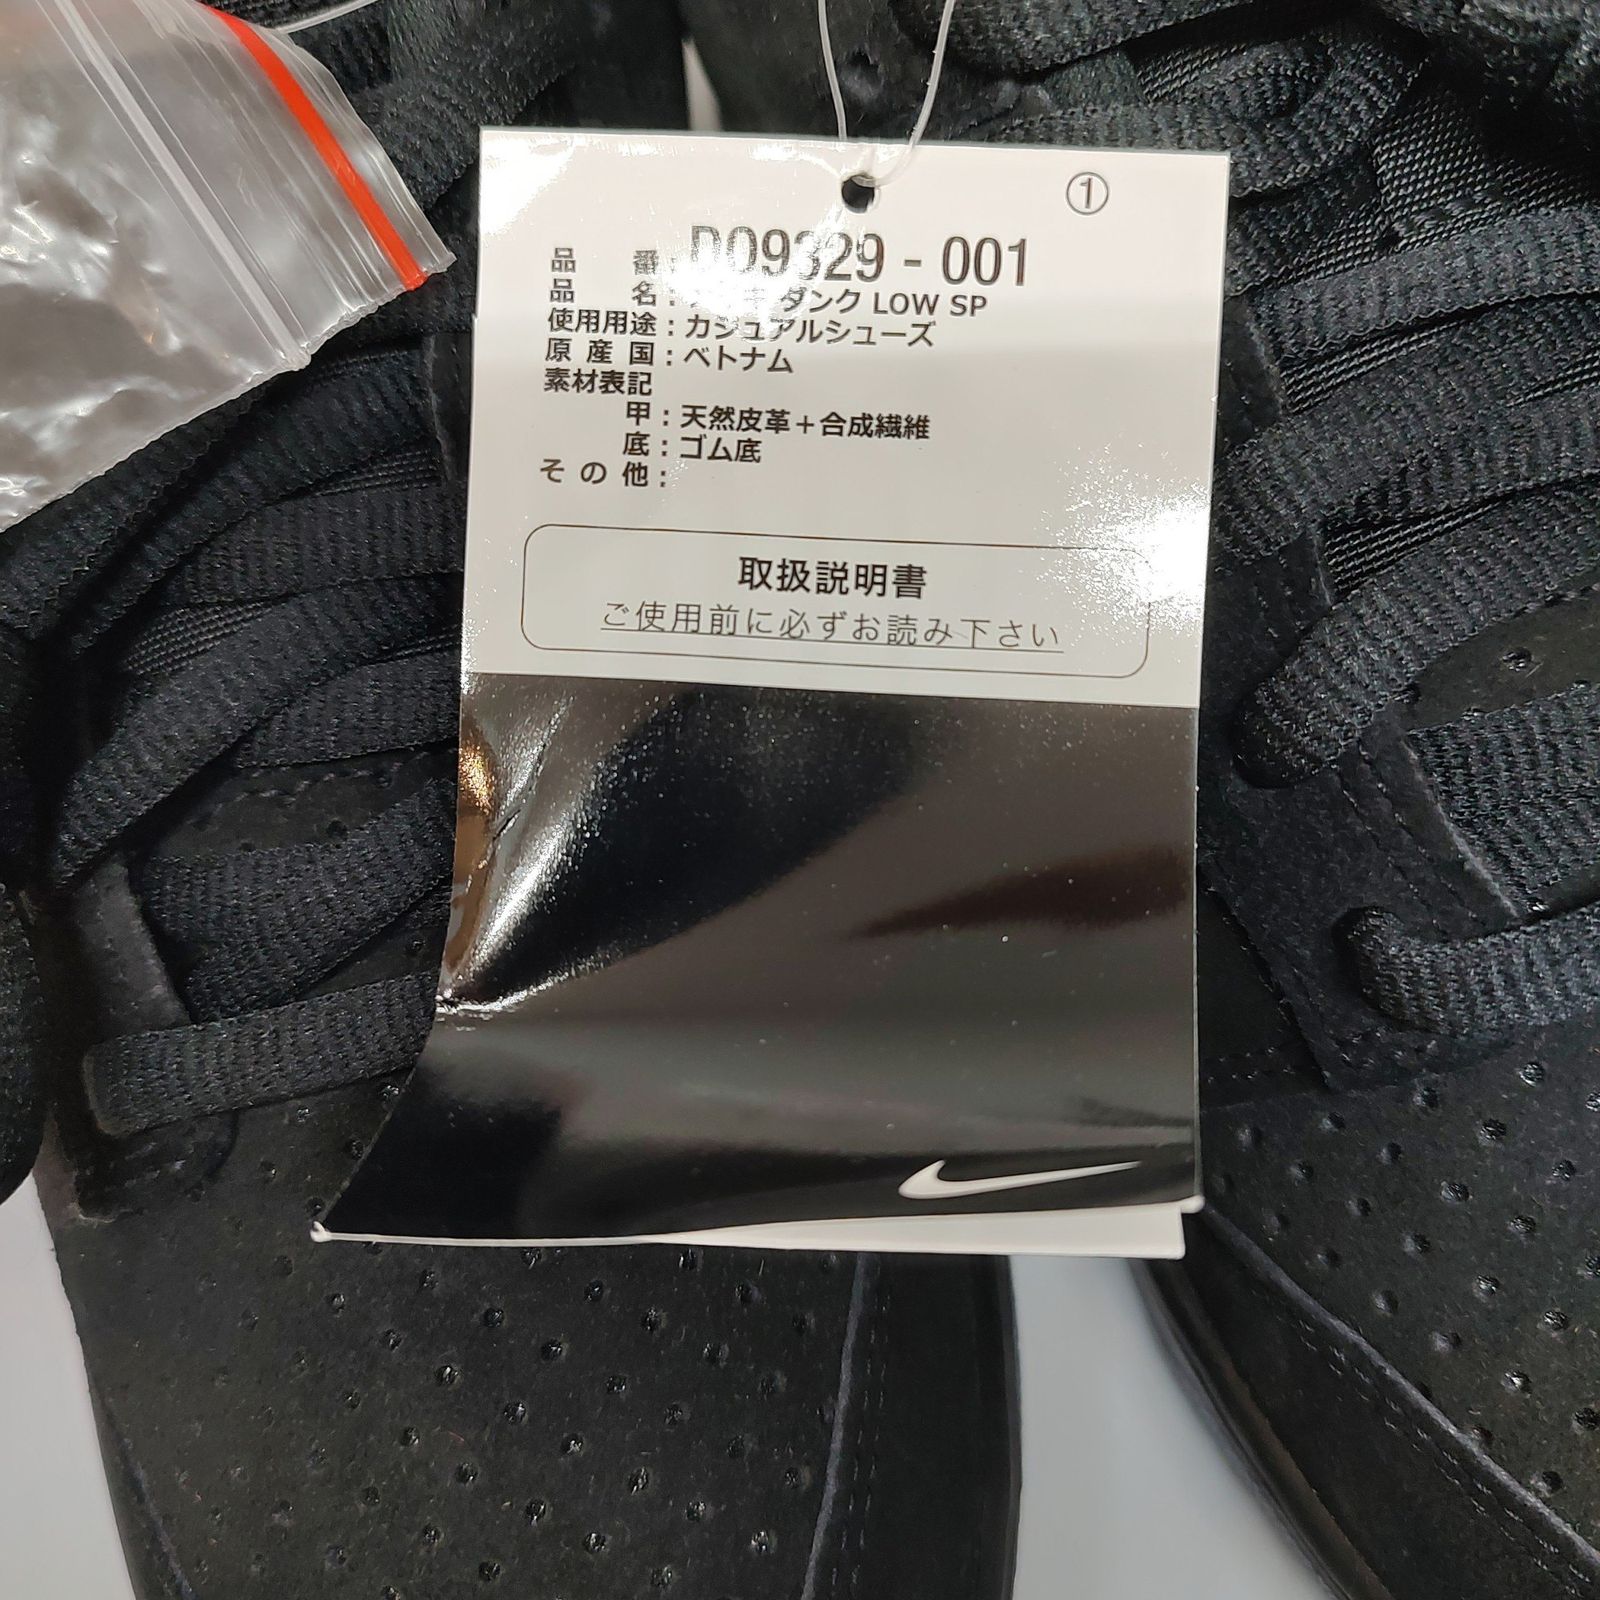 ①
品番：DO9329 - 001
品名：ダンク LOW SP
使用用途：カジュアルシューズ
原産国：ベトナム
素材表記
甲：天然皮革＋合成繊維
底：ゴム底
その他：
取扱説明書
ご使用前に必ずお読み下さい